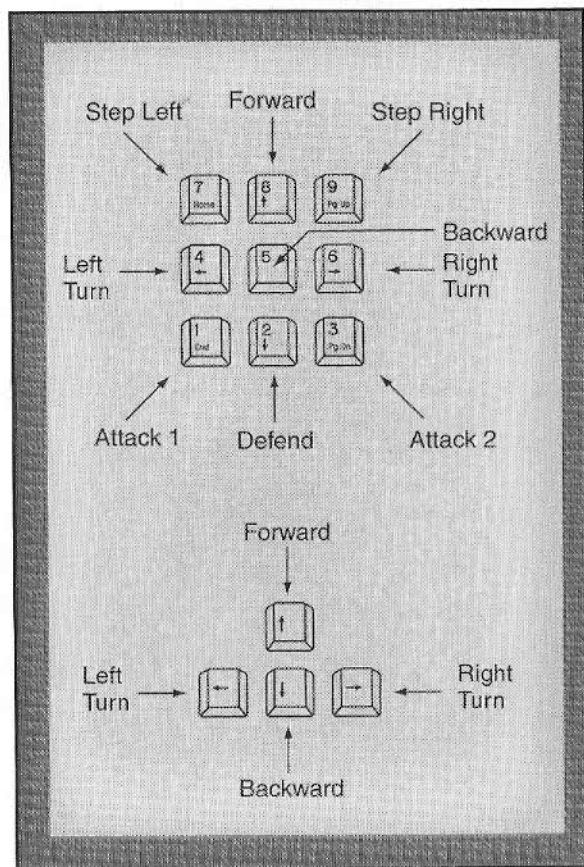 Forward
Step Left
Step Right
7
Home
8
↑
9
Pg Up
Backward
4
←
5
6
→
Left
Turn
Right
Turn
1
End
2
↓
3
Pg Dn
Attack 1
Defend
Attack 2
Forward
↑
Left
Turn
←
↓
→
Right
Turn
Backward